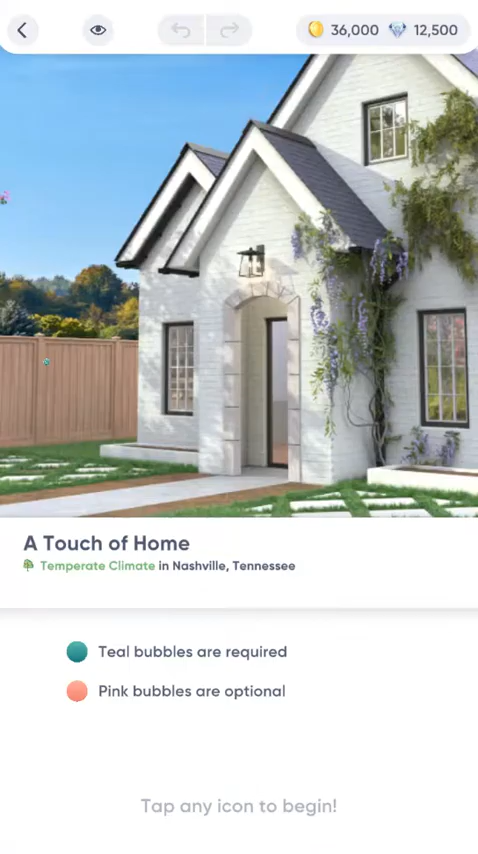 36,000
12,500
A Touch of Home
Temperate Climate in Nashville, Tennessee
Teal bubbles are required
Pink bubbles are optional
Tap any icon to begin!